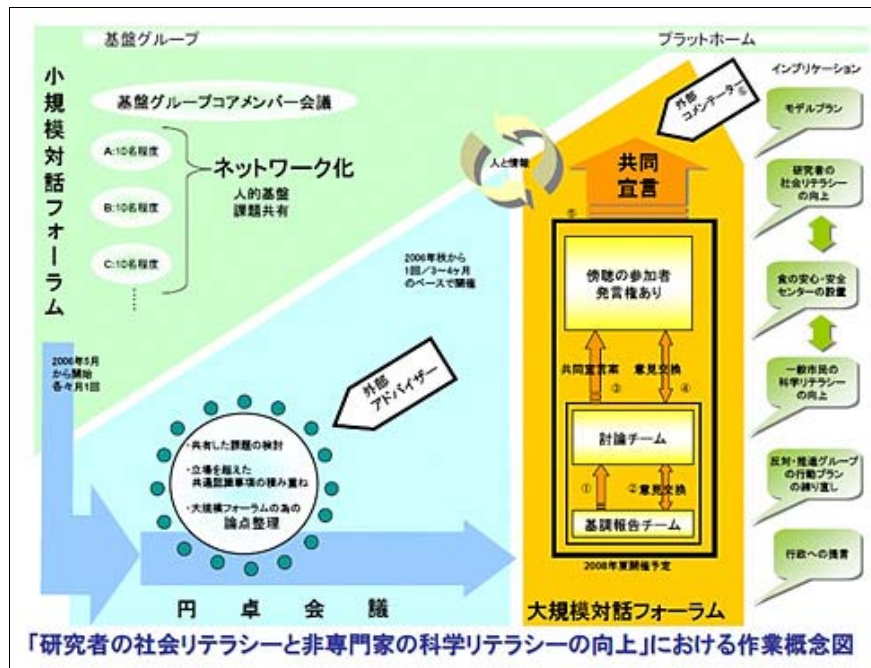 基盤グループ
プラットホーム
小規模対話フォーラム
基盤グループコアメンバー会議
A:10名程度
B:10名程度
C:10名程度
ネットワーク化
人的基盤
課題共有
人と情報
2006年秋から
1回/3～4ヶ月
のペースで開催
2006年5月
から開始
各々月1回
外部
アドバイザー
・共有した課題の検討
・立場を超えた
共通認識事項の積み重ね
・大規模フォーラムの為の
論点整理
円卓会議
外部
コメンテーター
共同
宣言
⑤
傍聴の参加者
発言権あり
共同宣言案
意見交換
③
④
討論チーム
①
②意見交換
基調報告チーム
2008年夏開催予定
大規模対話フォーラム
インプリケーション
モデルプラン
研究者の
社会リテラシー
の向上
食の安心・安全
センターの設置
一般市民の
科学リテラシー
の向上
反対・推進グループ
の行動プラン
の練り直し
行政への提言
「研究者の社会リテラシーと非専門家の科学リテラシーの向上」における作業概念図